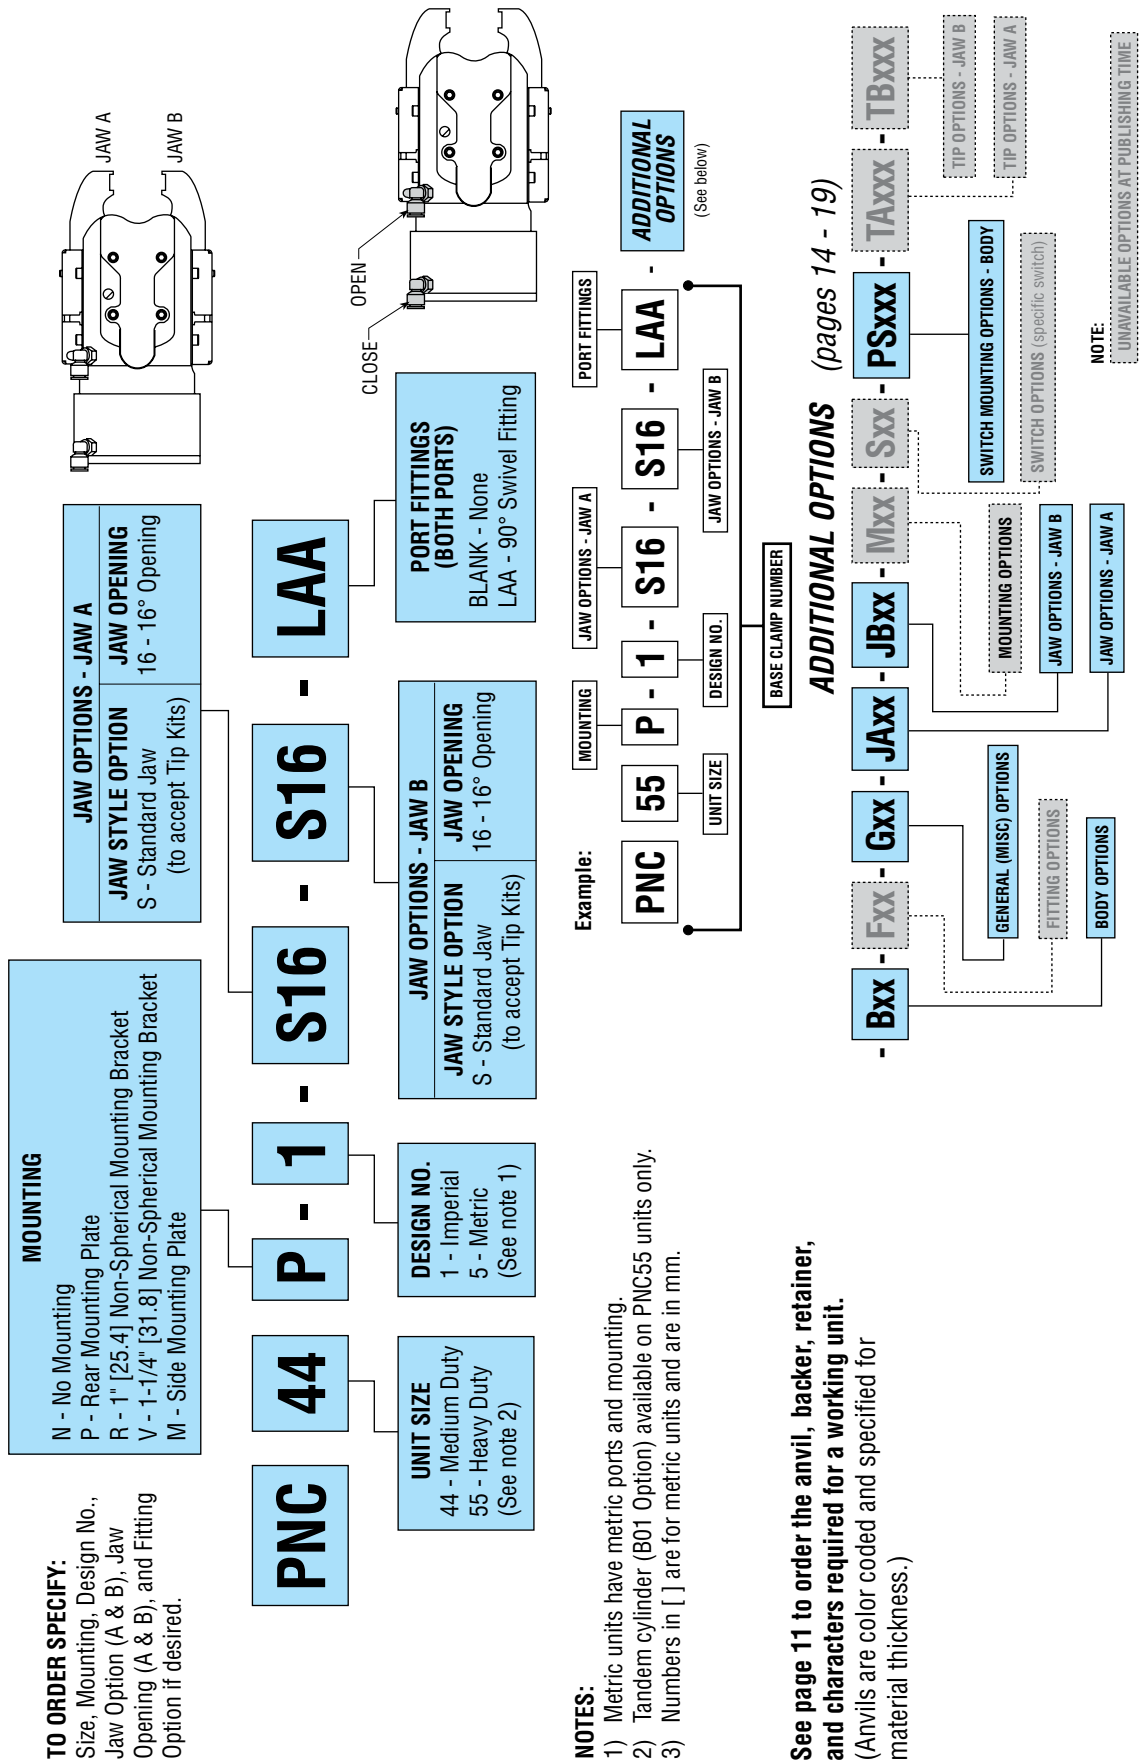 TO ORDER SPECIFY:
Size, Mounting, Design No.,
Jaw Option (A & B), Jaw
Opening (A & B), and Fitting
Option if desired.
MOUNTING
N - No Mounting
P - Rear Mounting Plate
R - 1" [25.4] Non-Spherical Mounting Bracket
V - 1-1/4" [31.8] Non-Spherical Mounting Bracket
M - Side Mounting Plate
JAW OPTIONS - JAW A
JAW STYLE OPTION
S - Standard Jaw
(to accept Tip Kits)
JAW OPENING
16 - 16° Opening
JAW A
JAW B
PNC 44 P - 1 - S16 - S16 - LAA
UNIT SIZE
44 - Medium Duty
55 - Heavy Duty
(See note 2)
DESIGN NO.
1 - Imperial
5 - Metric
(See note 1)
JAW OPTIONS - JAW B
JAW STYLE OPTION
S - Standard Jaw
(to accept Tip Kits)
JAW OPENING
16 - 16° Opening
PORT FITTINGS
(BOTH PORTS)
BLANK - None
LAA - 90° Swivel Fitting
CLOSE
OPEN
NOTES:
1) Metric units have metric ports and mounting.
2) Tandem cylinder (B01 Option) available on PNC55 units only.
3) Numbers in [ ] are for metric units and are in mm.
Example:
MOUNTING
JAW OPTIONS - JAW A
PORT FITTINGS
PNC 55 P - 1 - S16 - S16 - LAA - ADDITIONAL
OPTIONS
(See below)
UNIT SIZE
DESIGN NO.
JAW OPTIONS - JAW B
BASE CLAMP NUMBER
See page 11 to order the anvil, backer, retainer,
and characters required for a working unit.
(Anvils are color coded and specified for
material thickness.)
ADDITIONAL OPTIONS (pages 14 - 19)
- Bxx - Fxx - Gxx - JAxx - JBxx - Mxx - Sxx - PSxxx - TAxxx - TBxxx
GENERAL (MISC) OPTIONS
FITTING OPTIONS
BODY OPTIONS
MOUNTING OPTIONS
JAW OPTIONS - JAW B
JAW OPTIONS - JAW A
SWITCH MOUNTING OPTIONS - BODY
SWITCH OPTIONS (specific switch)
TIP OPTIONS - JAW B
TIP OPTIONS - JAW A
NOTE:
UNAVAILABLE OPTIONS AT PUBLISHING TIME